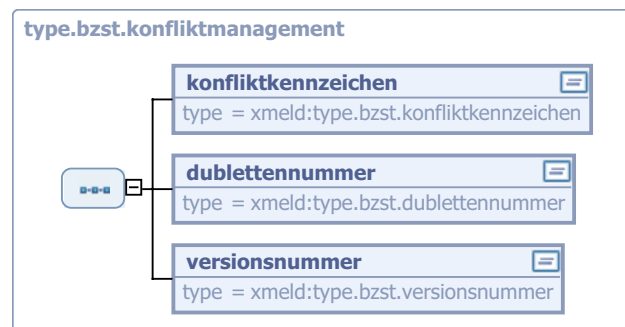 type.bzst.konfliktmanagement
konfliktkennzeichen
type = xmeld:type.bzst.konfliktkennzeichen
dublettennummer
type = xmeld:type.bzst.dublettennummer
versionsnummer
type = xmeld:type.bzst.versionsnummer